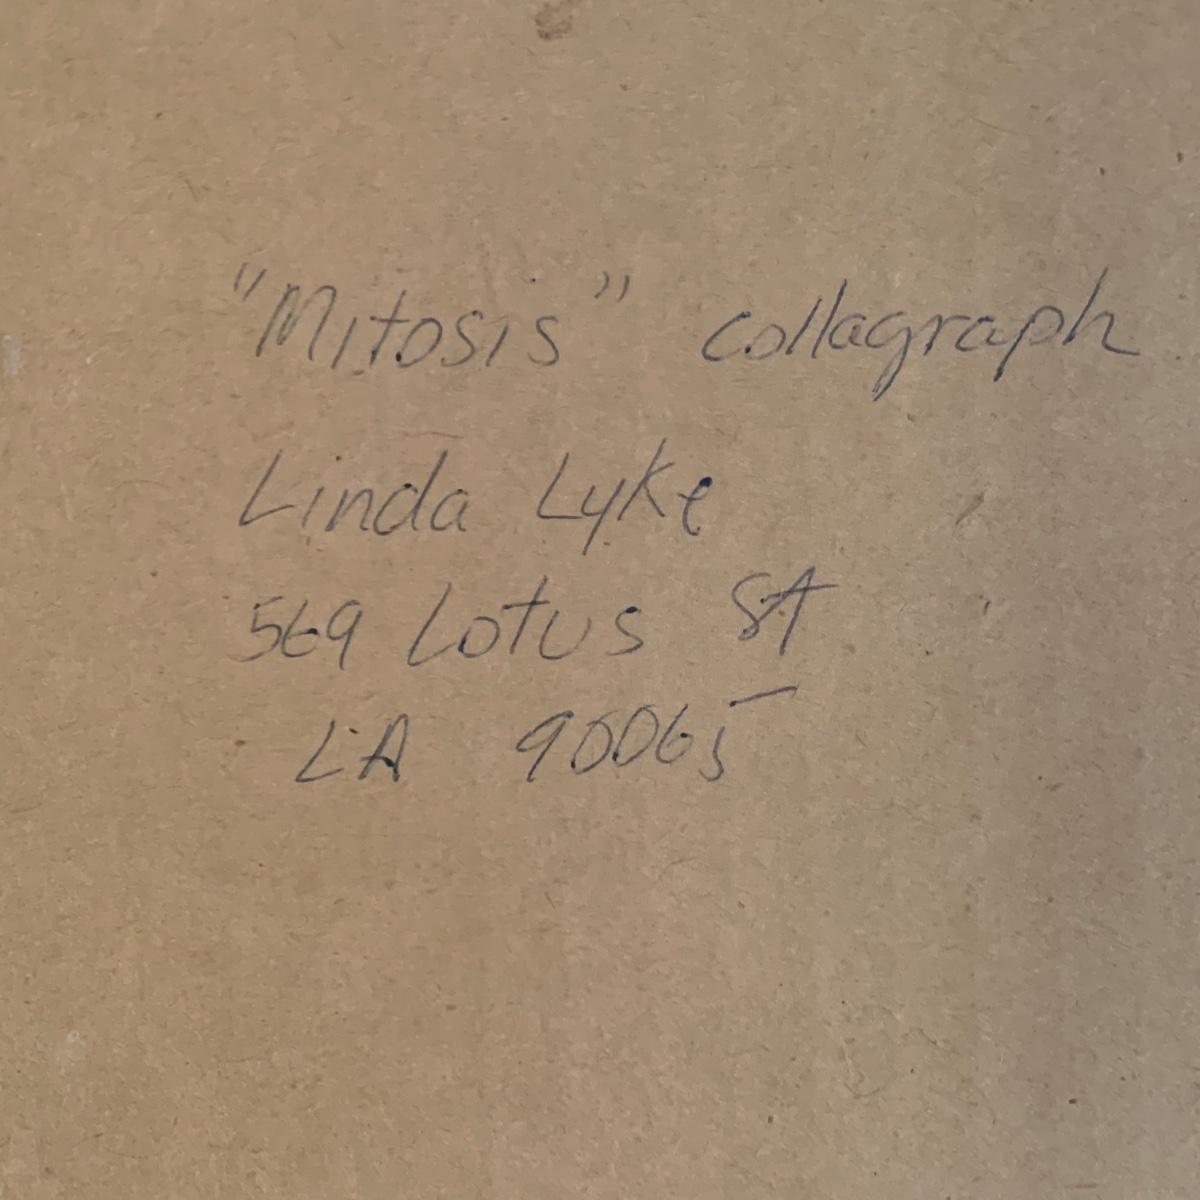 "Mitosis" collagraph
Linda Lyke
569 Lotus St
LA 90065